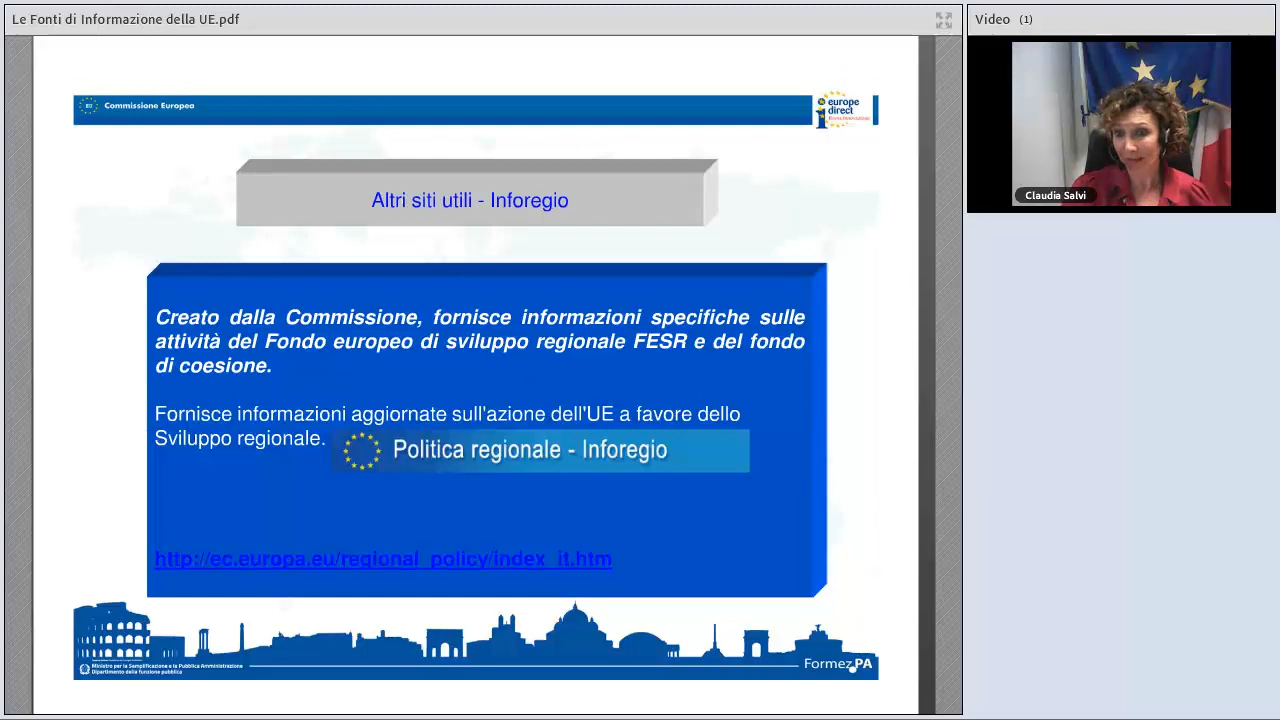 Le Fonti di Informazione della UE.pdf
Video (1)
Commissione Europea
europe
direct
Claudia Salvi
Altri siti utili - Inforegio
Creato dalla Commissione, fornisce informazioni specifiche sulle
attività del Fondo europeo di sviluppo regionale FESR e del fondo
di coesione.
Fornisce informazioni aggiornate sull'azione dell'UE a favore dello
Sviluppo regionale.
Politica regionale - Inforegio
http://ec.europa.eu/regional_policy/index_it.htm
Ministro per la Semplificazione e la Pubblica Amministrazione
Dipartimento della funzione pubblica
FormezPA